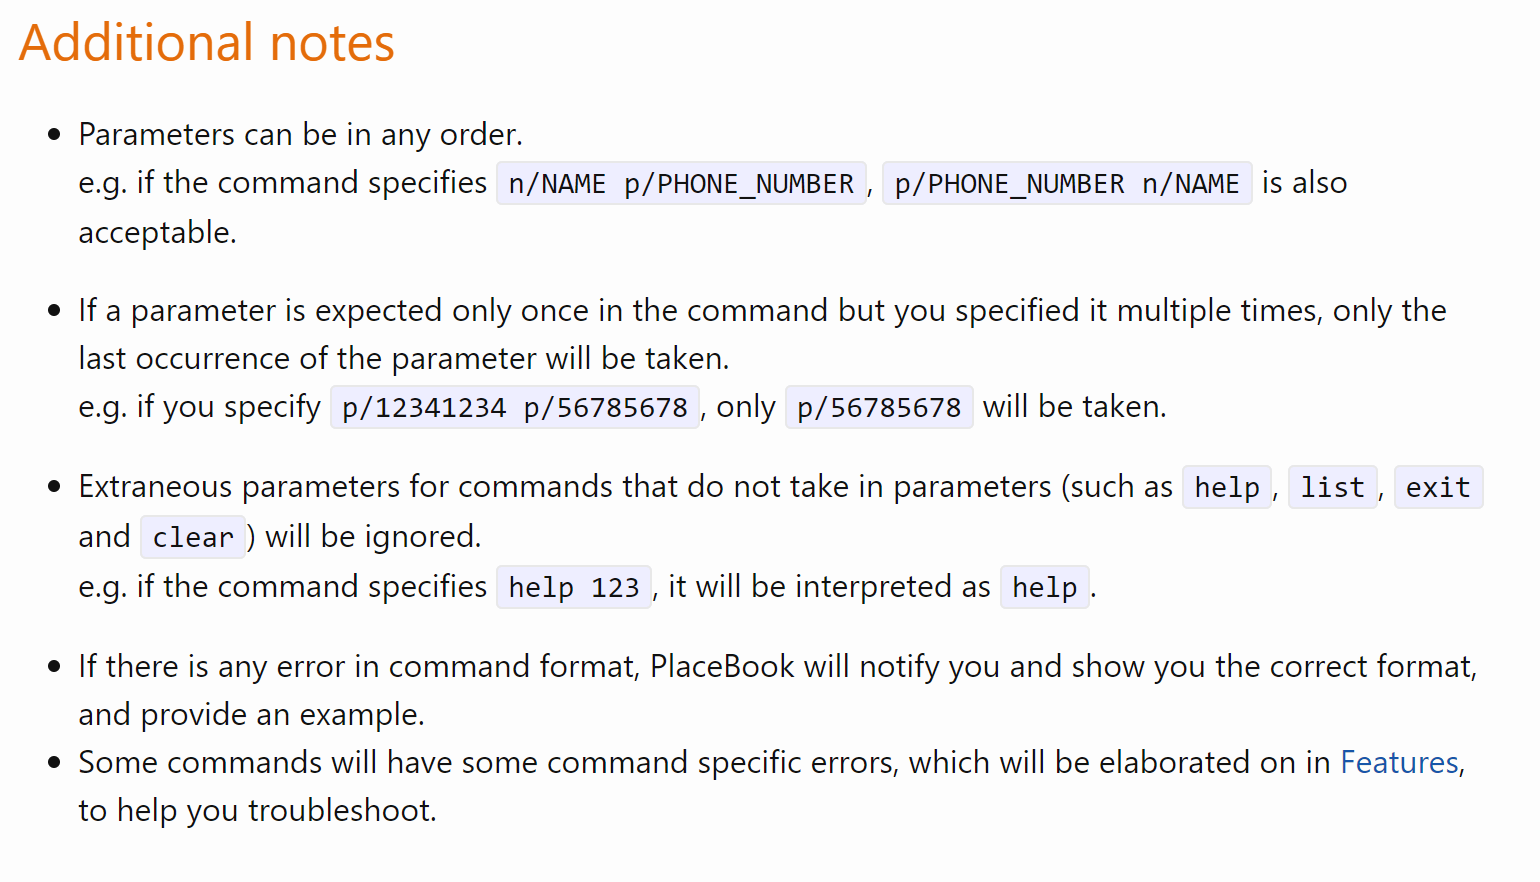 Additional notes
Parameters can be in any order.
e.g. if the command specifies n/NAME p/PHONE_NUMBER, p/PHONE_NUMBER n/NAME is also
acceptable.
If a parameter is expected only once in the command but you specified it multiple times, only the
last occurrence of the parameter will be taken.
e.g. if you specify p/12341234 p/56785678, only p/56785678 will be taken.
Extraneous parameters for commands that do not take in parameters (such as help, list, exit
and clear) will be ignored.
e.g. if the command specifies help 123, it will be interpreted as help.
If there is any error in command format, PlaceBook will notify you and show you the correct format,
and provide an example.
Some commands will have some command specific errors, which will be elaborated on in Features,
to help you troubleshoot.